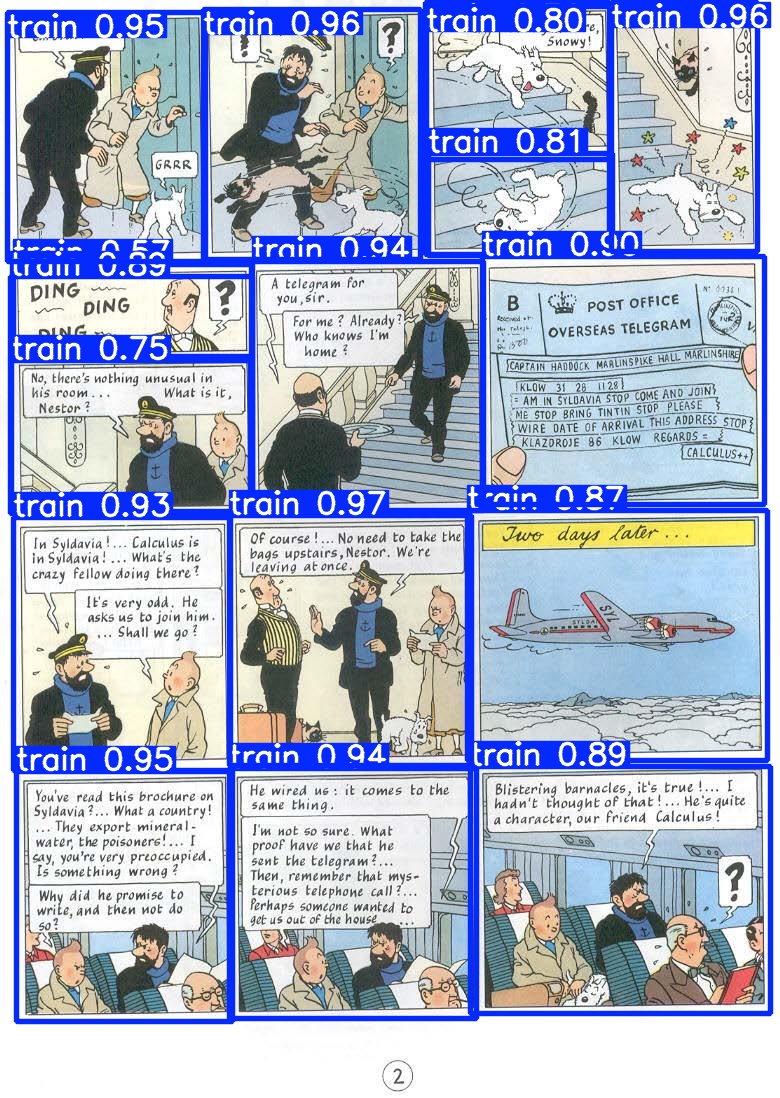 train 0.95
train 0.96
train 0.80
train 0.96
Snowy!
train 0.81
GRRR
?
train 0.57
train 0.89
train 0.94
train 0.90
DING
DING
DING
?
A telegram for
you, sir.
For me? Already?
Who knows I'm
home?
B
POST OFFICE
OVERSEAS TELEGRAM
CAPTAIN HADDOCK MARLINSPIKE HALL MARLINSHIRE
KLOW 31 28 1128
= AM IN SYLDAVIA STOP COME AND JOIN
ME STOP BRING TINTIN STOP PLEASE
WIRE DATE OF ARRIVAL THIS ADDRESS STOP
KLAZDROJE 86 KLOW REGARDS =
CALCULUS++
train 0.75
No, there's nothing unusual in
his room... What is it,
Nestor?
train 0.93
train 0.97
train 0.87
In Syldavia!... Calculus is
in Syldavia!... What's the
crazy fellow doing there?
It's very odd. He
asks us to join him.
... Shall we go?
Of course!... No need to take the
bags upstairs, Nestor. We're
leaving at once.
Two days later...
SYLDA
train 0.95
train 0.94
train 0.89
You've read this brochure on
Syldavia?... What a country!
... They export mineral-
water, the poisoners!... I
say, you're very preoccupied.
Is something wrong?
Why did he promise to
write, and then not do
so?
He wired us: it comes to the
same thing.
I'm not so sure. What
proof have we that he
sent the telegram?...
Then, remember that mys-
terious telephone call?...
Perhaps someone wanted to
get us out of the house....
Blistering barnacles, it's true!... I
hadn't thought of that!... He's quite
a character, our friend Calculus!
?
2